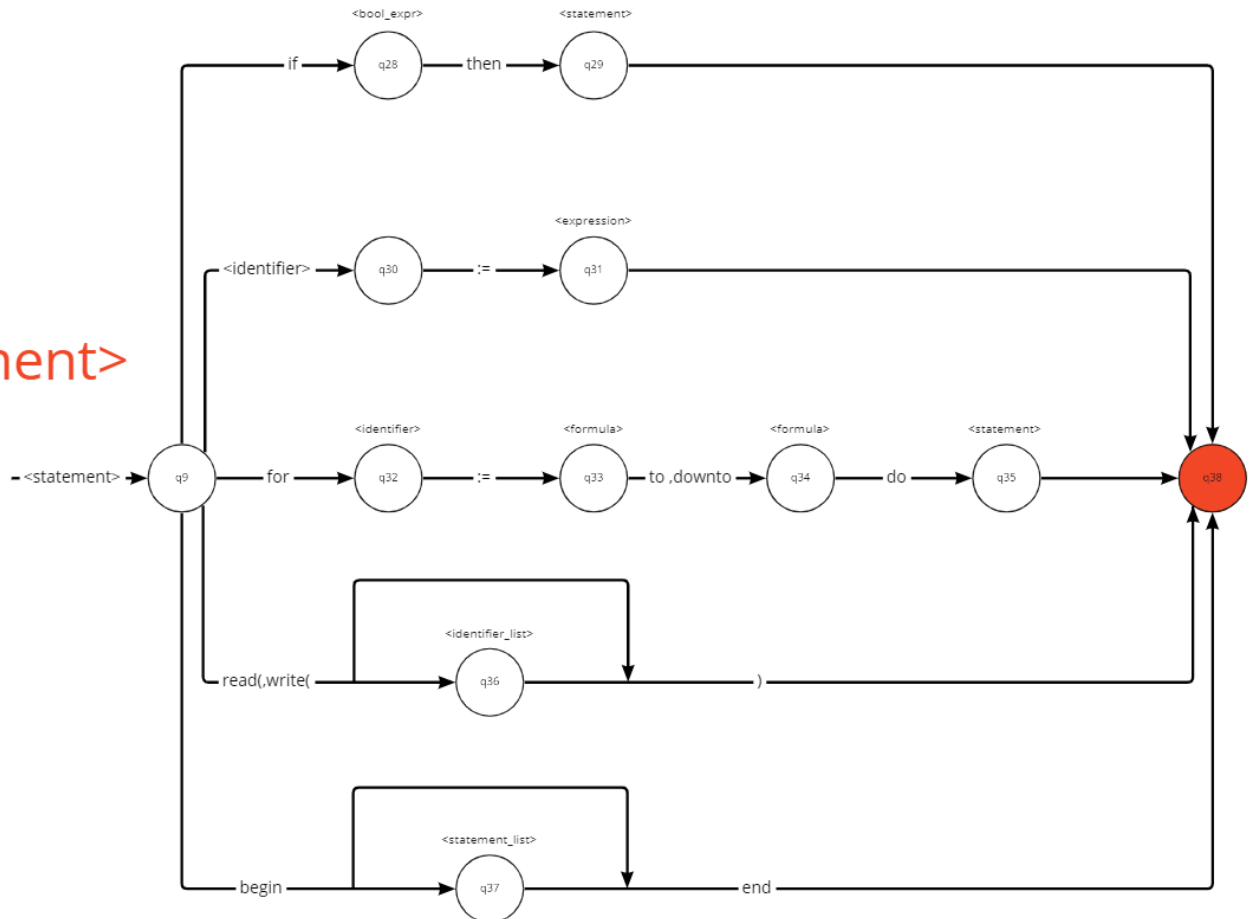 <bool_expr> <statement>
if q28 then q29
<expression>
<identifier> q30 := q31
ment>
<identifier> <formula> <formula> <statement>
<statement> q9 for q32 := q33 to ,downto q34 do q35 q38
<identifier_list>
read(,write( q36 )
<statement_list>
begin q37 end